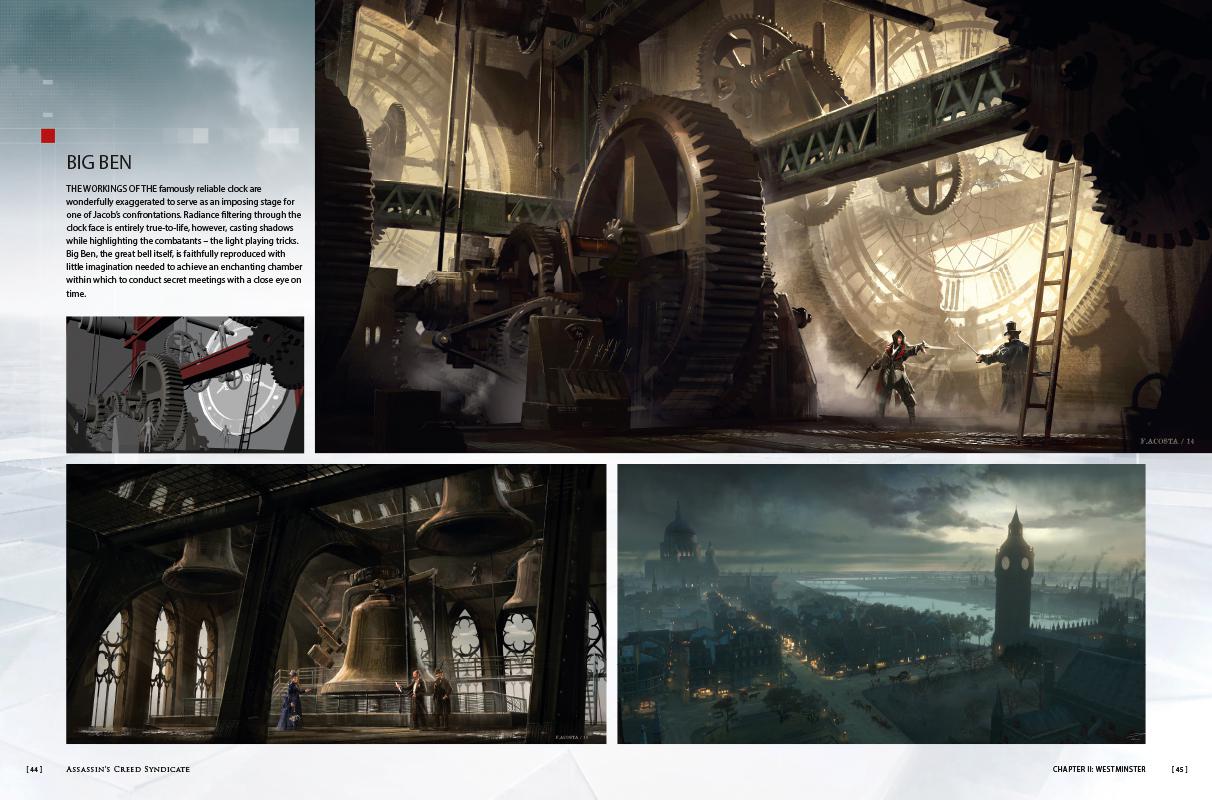 BIG BEN
THE WORKINGS OF THE famously reliable clock are
wonderfully exaggerated to serve as an imposing stage for
one of Jacob's confrontations. Radiance filtering through the
clock face is entirely true-to-life, however, casting shadows
while highlighting the combatants – the light playing tricks.
Big Ben, the great bell itself, is faithfully reproduced with
little imagination needed to achieve an enchanting chamber
within which to conduct secret meetings with a close eye on
time.
F.ACOSTA / 14
F.ACOSTA /
[ 44 ]
ASSASSIN'S CREED SYNDICATE
CHAPTER II: WESTMINSTER
[ 45 ]